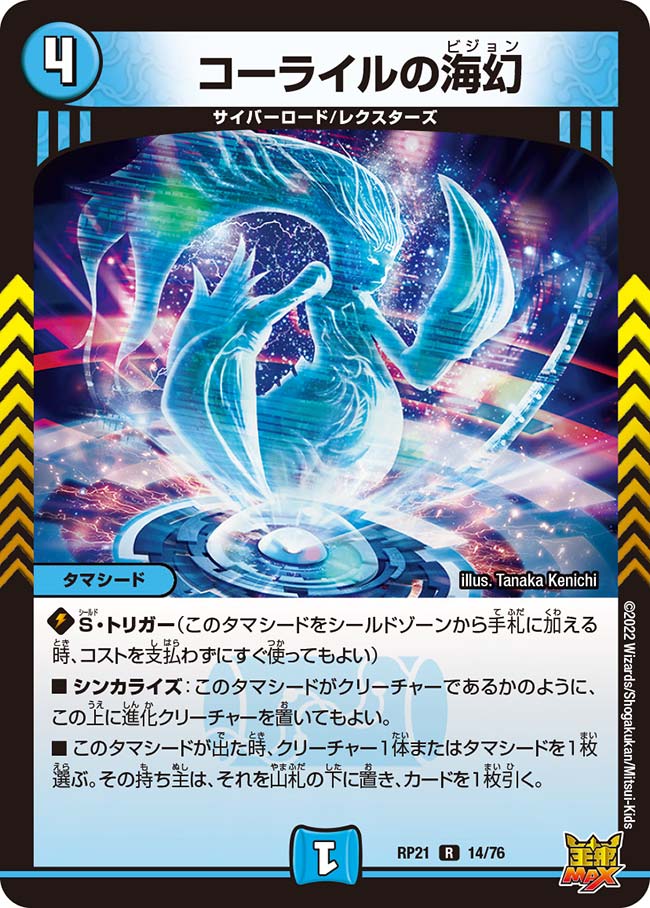 4
コーライルの海幻
ビジョン
サイバーロード/レクスターズ
タマシード
illus. Tanaka Kenichi
S・トリガー(このタマシードをシールドゾーンから手札に加える
時、コストを支払わずにすぐ使ってもよい)
■ シンカライズ:このタマシードがクリーチャーであるかのように、
この上に進化クリーチャーを置いてもよい。
■ このタマシードが出た時、クリーチャー1体またはタマシードを1枚
選ぶ。その持ち主は、それを山札の下に置き、カードを1枚引く。
©2022 Wizards/Shogakukan/Mitsui-Kids
1
RP21 R 14/76
王来MAX